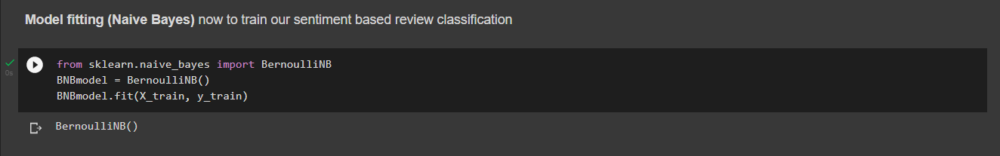 Model fitting (Naive Bayes) now to train our sentiment based review classification
from sklearn.naive_bayes import BernoulliNB
BNBmodel = BernoulliNB()
0s
BNBmodel.fit(X_train, y_train)
BernoulliNB()